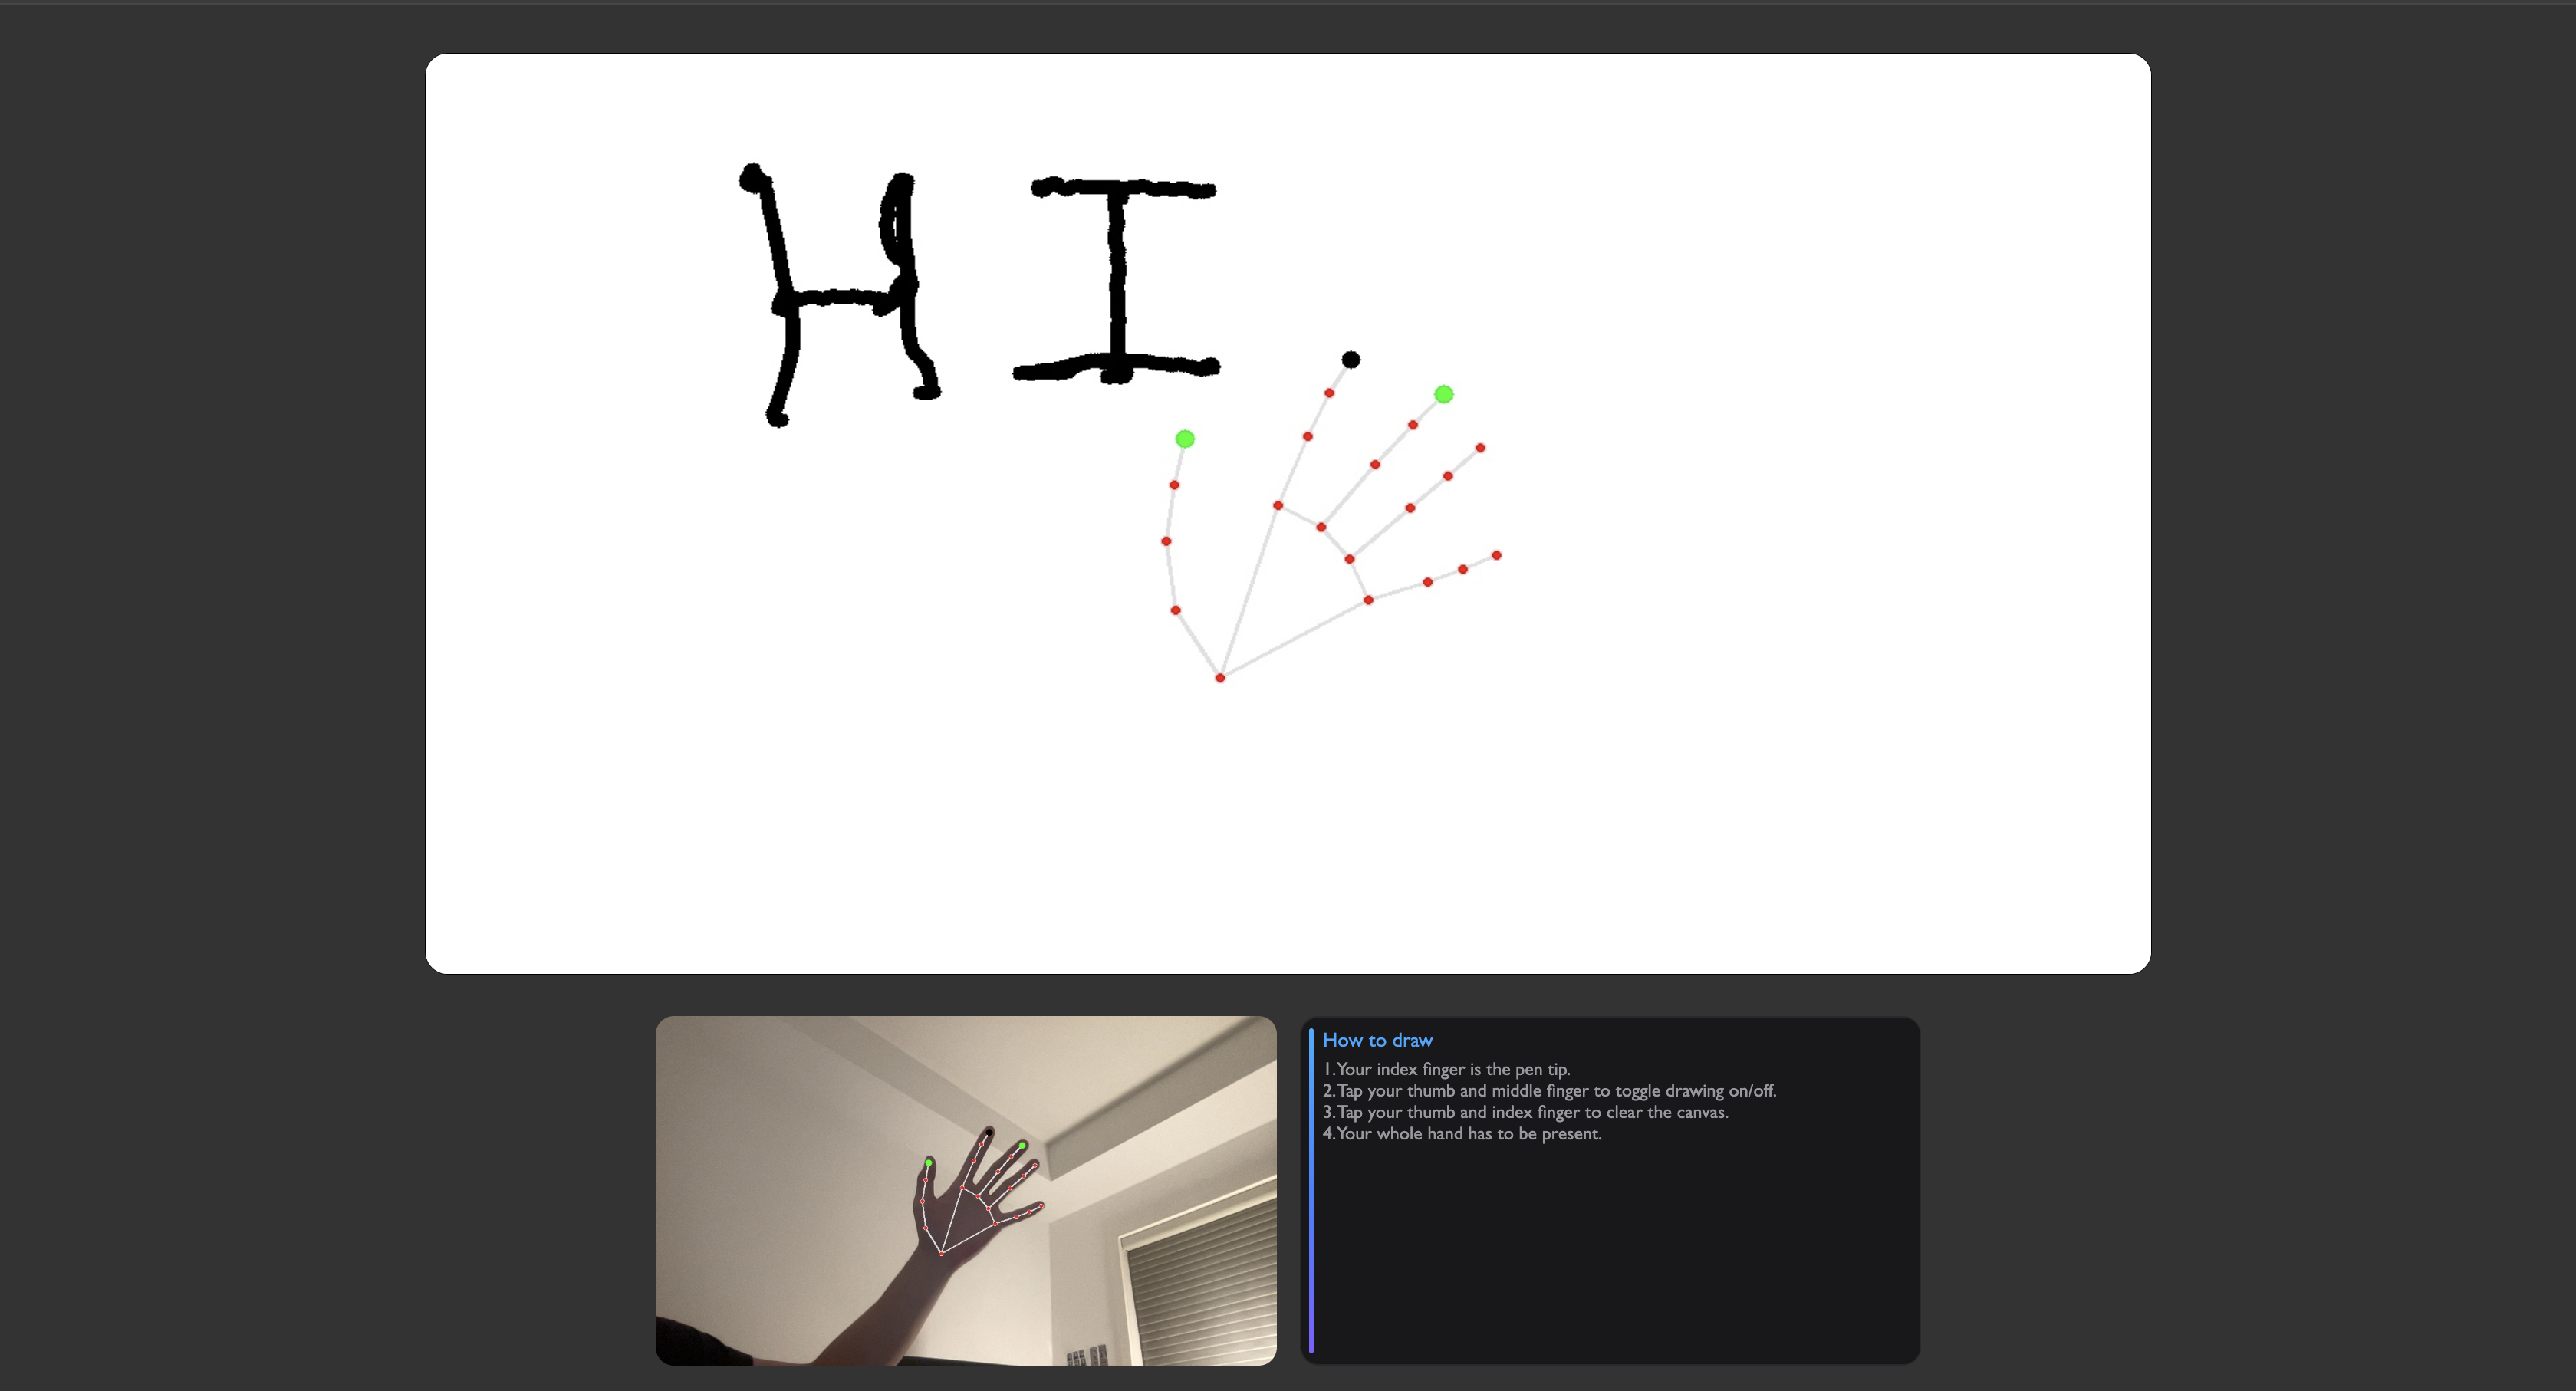 HI
How to draw
1.Your index finger is the pen tip.
2.Tap your thumb and middle finger to toggle drawing on/off.
3.Tap your thumb and index finger to clear the canvas.
4.Your whole hand has to be present.